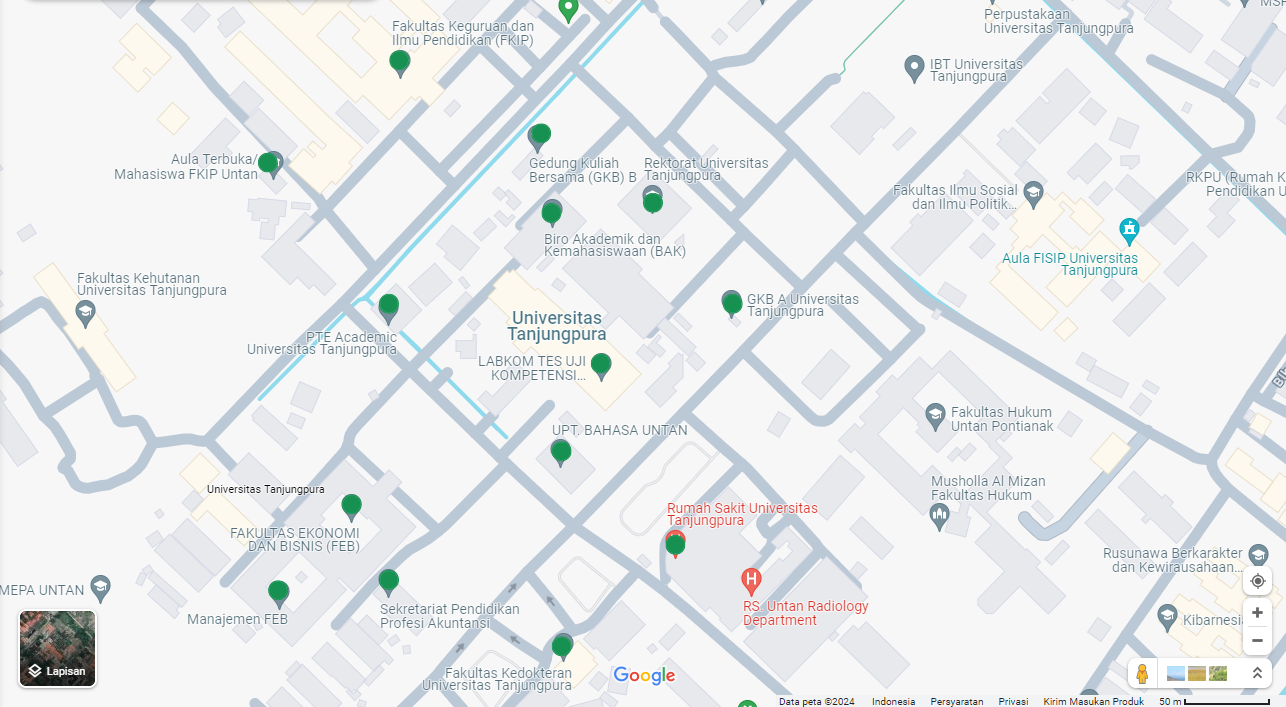 Fakultas Keguruan dan
Ilmu Pendidikan (FKIP)
Perpustakaan
Universitas Tanjungpura
IBT Universitas
Tanjungpura
Aula Terbuka/
Mahasiswa FKIP Untan
Gedung Kuliah
Bersama (GKB) B
Rektorat Universitas
Tanjungpura
RKPU (Rumah K
Pendidikan U
Fakultas Ilmu Sosial
dan Ilmu Politik...
Biro Akademik dan
Kemahasiswaan (BAK)
Aula FISIP Universitas
Tanjungpura
Fakultas Kehutanan
Universitas Tanjungpura
GKB A Universitas
Tanjungpura
Universitas
Tanjungpura
PTE Academic
Universitas Tanjungpura
LABKOM TES UJI
KOMPETENSI...
UPT. BAHASA UNTAN
Fakultas Hukum
Untan Pontianak
Universitas Tanjungpura
Musholla Al Mizan
Fakultas Hukum
Rumah Sakit Universitas
Tanjungpura
FAKULTAS EKONOMI
DAN BISNIS (FEB)
Rusunawa Berkarakter
dan Kewirausahaan...
MEPA UNTAN
RS. Untan Radiology
Department
Manajemen FEB
Sekretariat Pendidikan
Profesi Akuntansi
Kibarnesia
Lapisan
Fakultas Kedokteran
Universitas Tanjungpura
Google
Data peta ©2024 Indonesia Persyaratan Privasi Kirim Masukan Produk 50 m